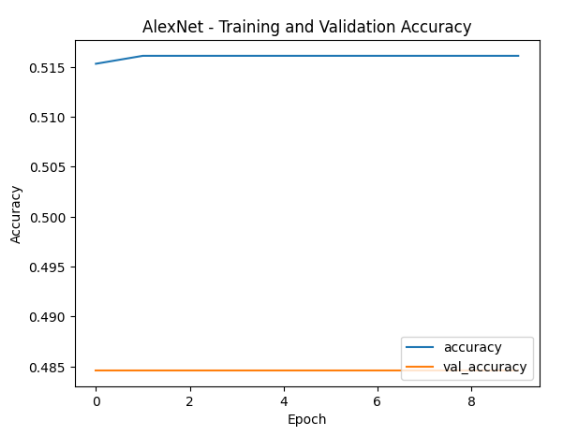 AlexNet - Training and Validation Accuracy
Accuracy
0.515
0.510
0.505
0.500
0.495
0.490
0.485
accuracy
val_accuracy
0 2 4 6 8
Epoch